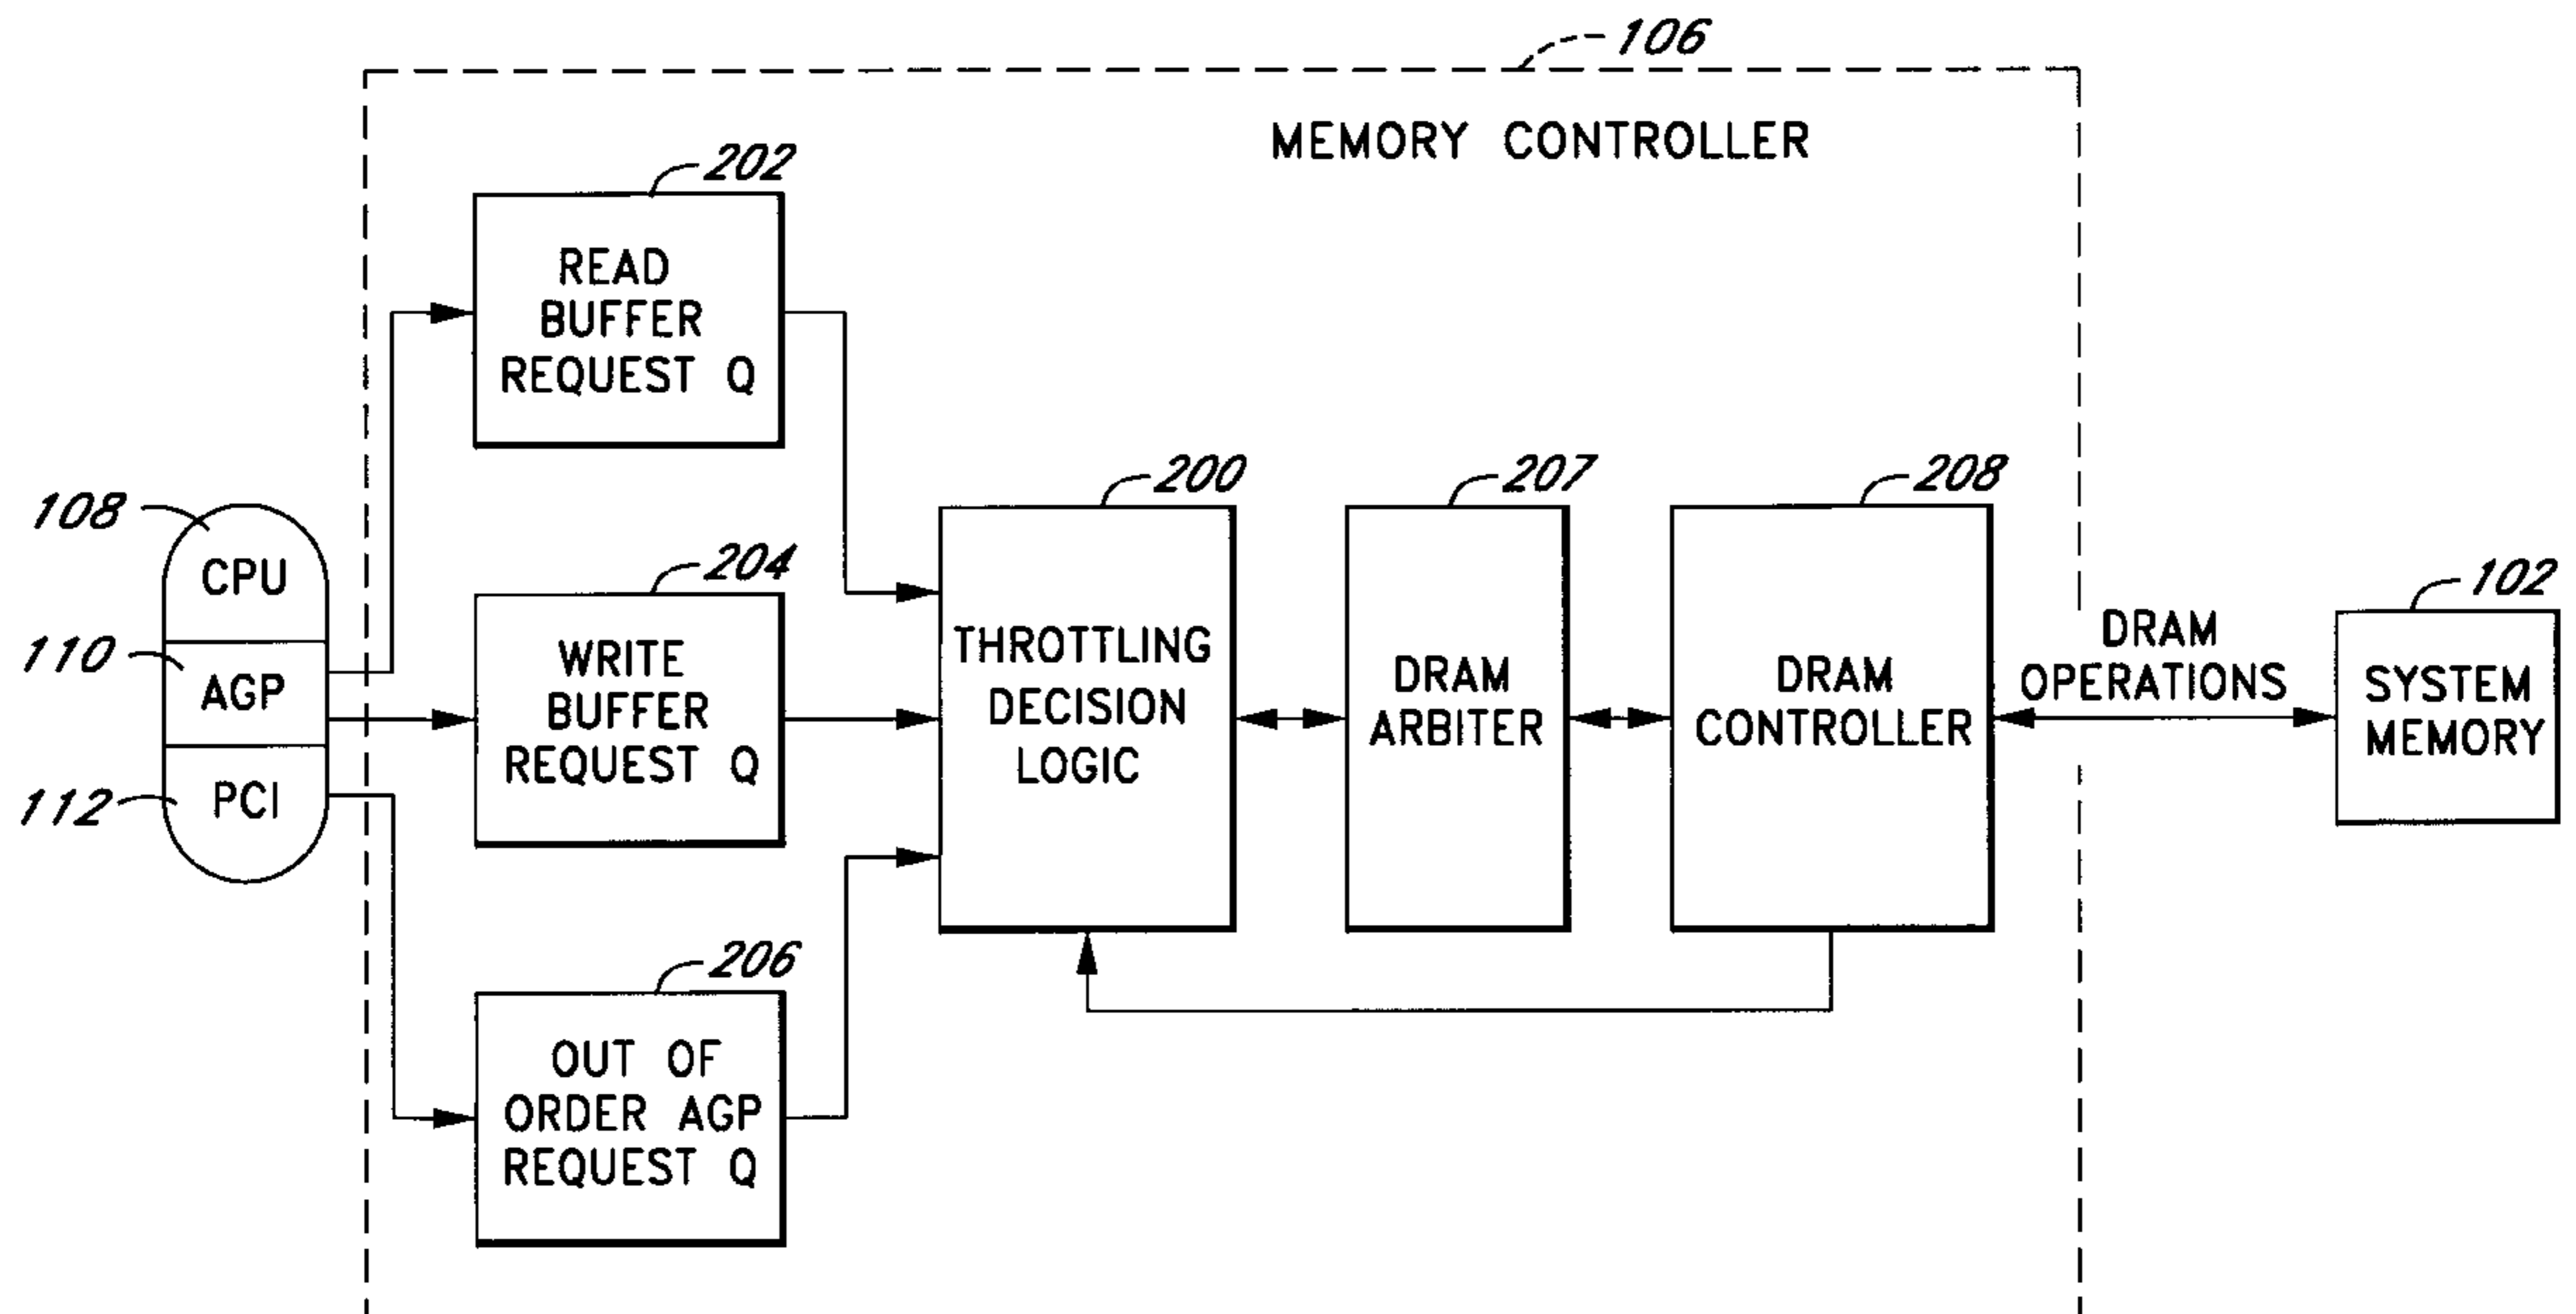 106
MEMORY CONTROLLER
202
READ
BUFFER
REQUEST Q
108
CPU
110
AGP
112
PCI
204
WRITE
BUFFER
REQUEST Q
206
OUT OF
ORDER AGP
REQUEST Q
200
THROTTLING
DECISION
LOGIC
207
DRAM
ARBITER
208
DRAM
CONTROLLER
DRAM
OPERATIONS
102
SYSTEM
MEMORY